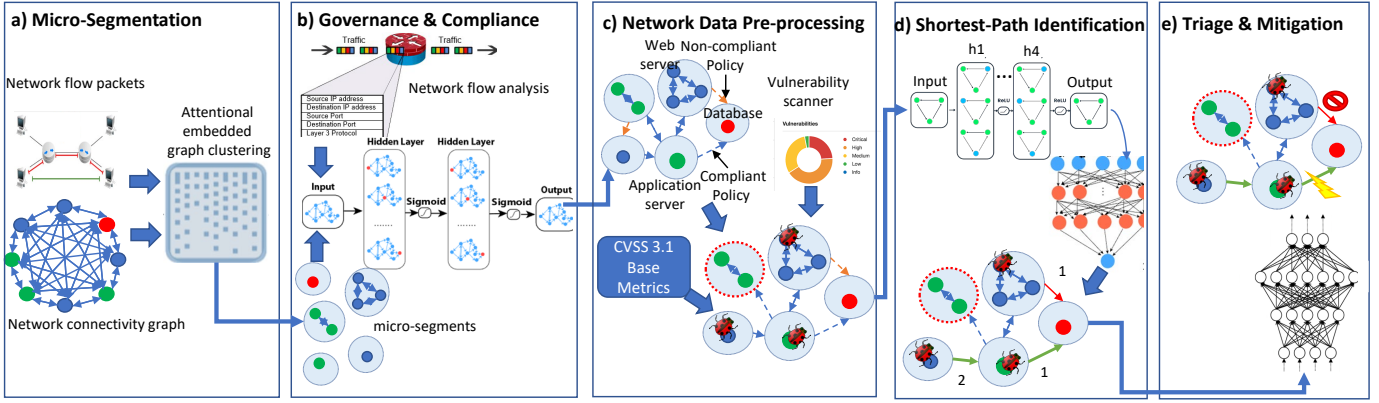 a) Micro-Segmentation
Network flow packets
Attentional
embedded
graph clustering
Network connectivity graph
b) Governance & Compliance
Traffic
Traffic
Network flow analysis
Source IP address
Destination IP address
Source Port
Destination Port
Layer 3 Protocol
Hidden Layer
Hidden Layer
Input
Sigmoid
Sigmoid
Output
......
......
micro-segments
c) Network Data Pre-processing
Web
server
Non-compliant
Policy
Vulnerability
scanner
Database
Vulnerabilities
Critical
High
Medium
Low
Info
Application
server
Compliant
Policy
CVSS 3.1
Base
Metrics
d) Shortest-Path Identification
h1
h4
Input
...
Output
ReLU
ReLU
1
2
1
e) Triage & Mitigation